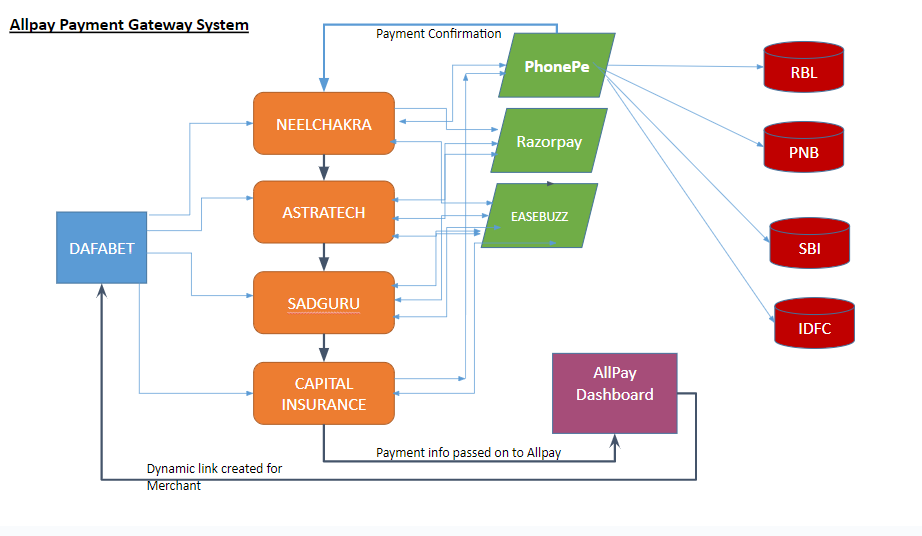 Allpay Payment Gateway System
Payment Confirmation
PhonePe
RBL
NEELCHAKRA
Razorpay
PNB
ASTRATECH
EASEBUZZ
DAFABET
SBI
SADGURU
IDFC
CAPITAL
INSURANCE
AllPay
Dashboard
Payment info passed on to Allpay
Dynamic link created for
Merchant